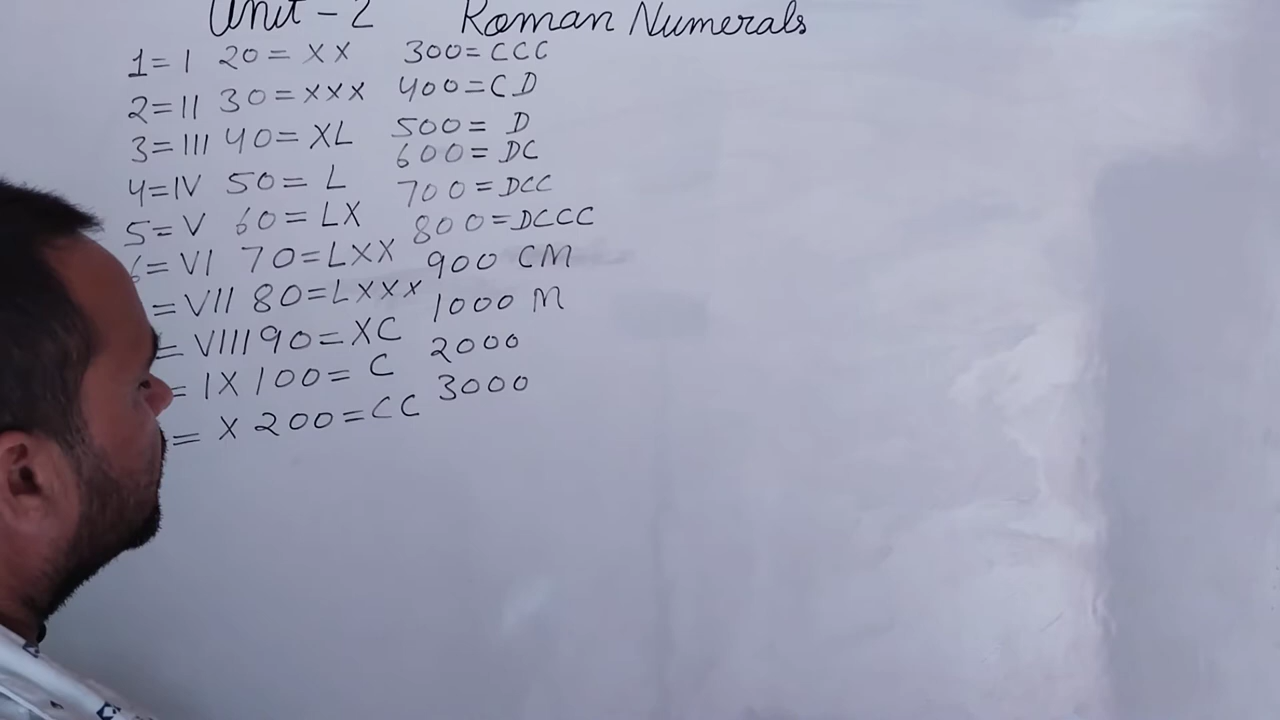 Unit - 2 Roman Numerals
1 = I 20 = XX 300 = CCC
2 = II 30 = XXX 400 = CD
3 = III 40 = XL 500 = D
600 = DC
4 = IV 50 = L 700 = DCC
5 = V 60 = LX 800 = DCCC
6 = VI 70 = LXX 900 CM
= VII 80 = LXXX 1000 M
= VIII 90 = XC 2000
= IX 100 = C 3000
= X 200 = CC